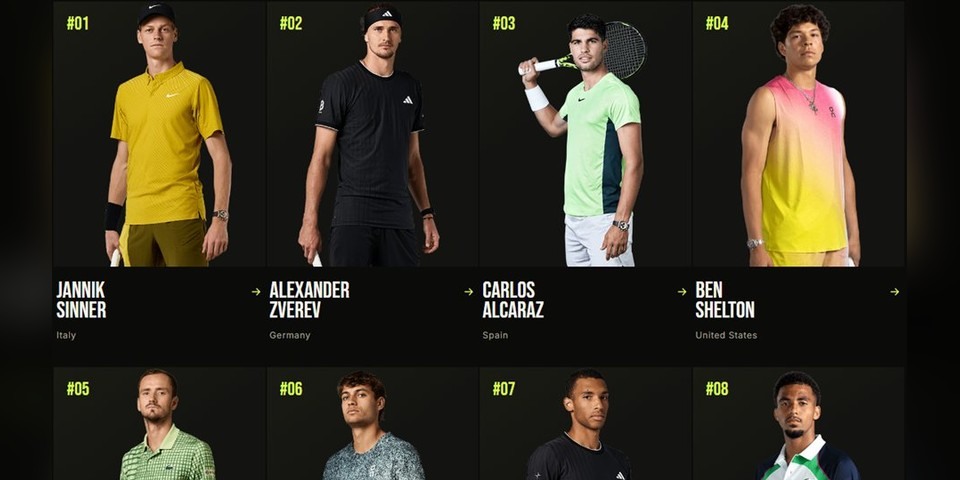 #01
#02
#03
#04
JANNIK
SINNER
Italy
ALEXANDER
ZVEREV
Germany
CARLOS
ALCARAZ
Spain
BEN
SHELTON
United States
#05
#06
#07
#08